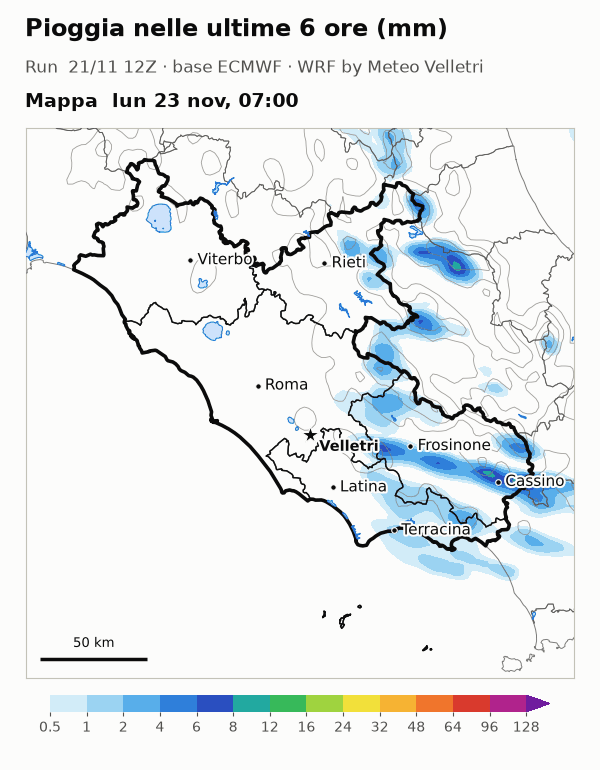 Pioggia nelle ultime 6 ore (mm)
Run  21/11 12Z · base ECMWF · WRF by Meteo Velletri
Mappa  lun 23 nov, 07:00
Viterbo
Rieti
Roma
Velletri
Frosinone
Cassino
Latina
Terracina
50 km
0.5 1 2 4 6 8 12 16 24 32 48 64 96 128